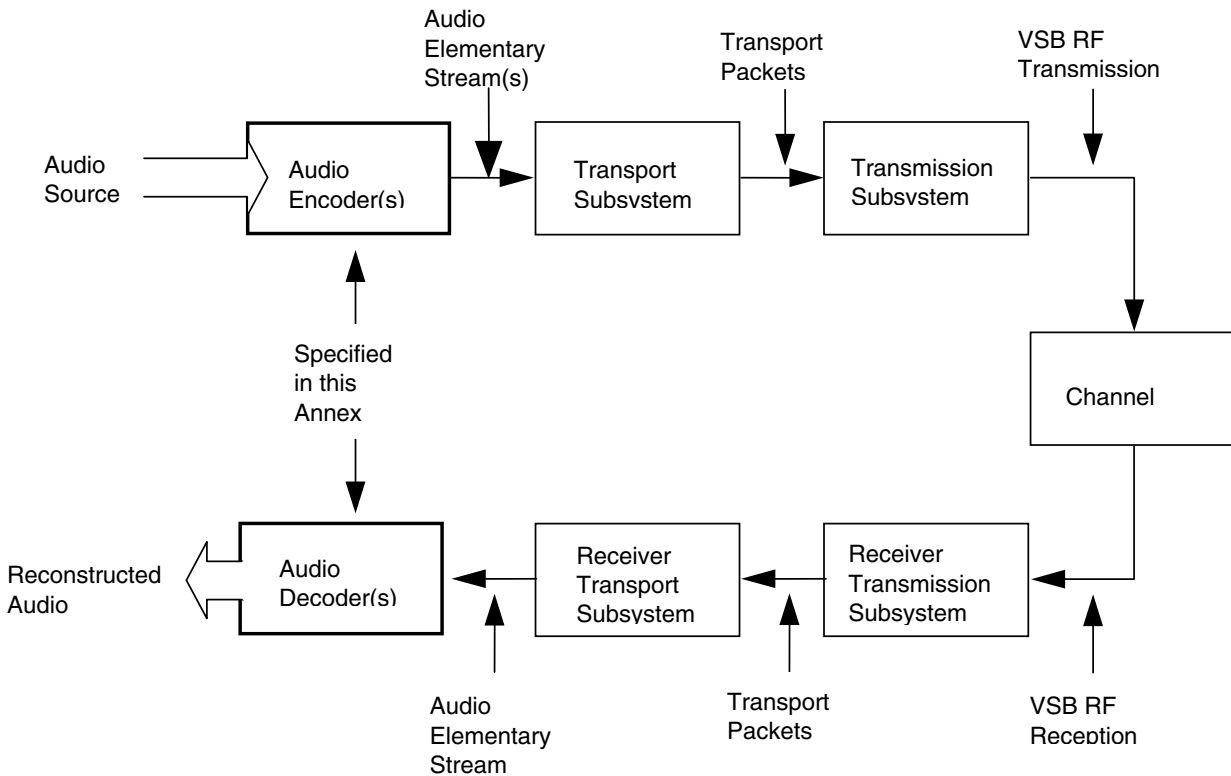 Audio
Elementary
Stream(s)
Transport
Packets
VSB RF
Transmission
Audio
Source
Audio
Encoder(s)
Transport
Subsystem
Transmission
Subsystem
Specified
in this
Annex
Channel
Reconstructed
Audio
Audio
Decoder(s)
Receiver
Transport
Subsystem
Receiver
Transmission
Subsystem
Audio
Elementary
Stream
Transport
Packets
VSB RF
Reception